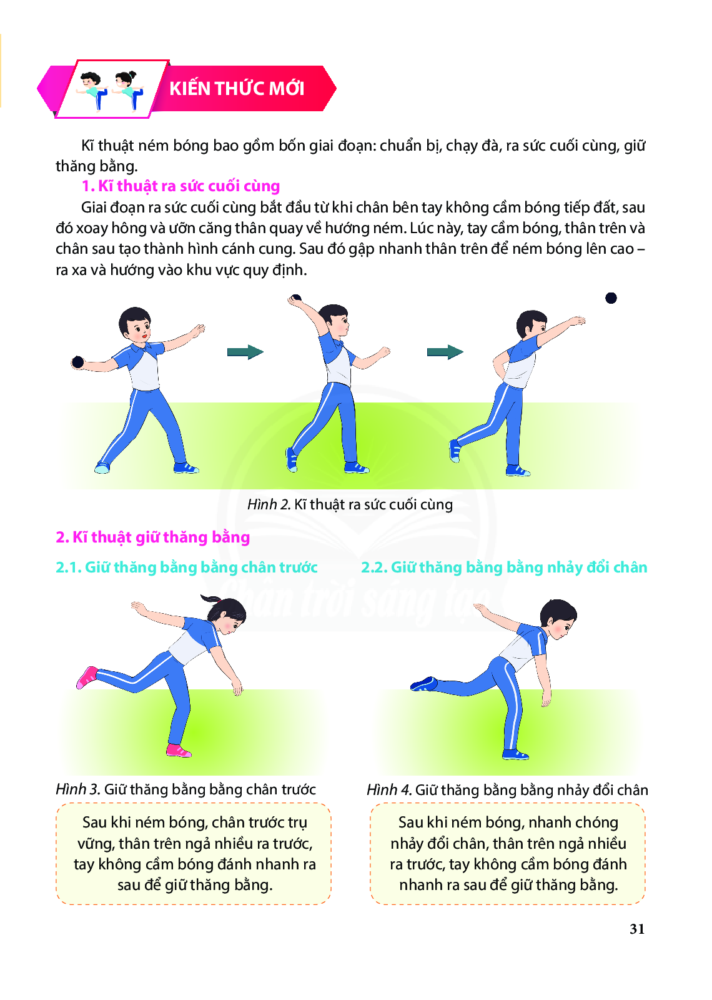 KIẾN THỨC MỚI
Kĩ thuật ném bóng bao gồm bốn giai đoạn: chuẩn bị, chạy đà, ra sức cuối cùng, giữ
thăng bằng.
1. Kĩ thuật ra sức cuối cùng
Giai đoạn ra sức cuối cùng bắt đầu từ khi chân bên tay không cầm bóng tiếp đất, sau
đó xoay hông và ưỡn căng thân quay về hướng ném. Lúc này, tay cầm bóng, thân trên và
chân sau tạo thành hình cánh cung. Sau đó gập nhanh thân trên để ném bóng lên cao –
ra xa và hướng vào khu vực quy định.
Hình 2. Kĩ thuật ra sức cuối cùng
2. Kĩ thuật giữ thăng bằng
2.1. Giữ thăng bằng bằng chân trước
Hình 3. Giữ thăng bằng bằng chân trước
Sau khi ném bóng, chân trước trụ
vững, thân trên ngả nhiều ra trước,
tay không cầm bóng đánh nhanh ra
sau để giữ thăng bằng.
2.2. Giữ thăng bằng bằng nhảy đổi chân
Hình 4. Giữ thăng bằng bằng nhảy đổi chân
Sau khi ném bóng, nhanh chóng
nhảy đổi chân, thân trên ngả nhiều
ra trước, tay không cầm bóng đánh
nhanh ra sau để giữ thăng bằng.
Chân trời sáng tạo
31